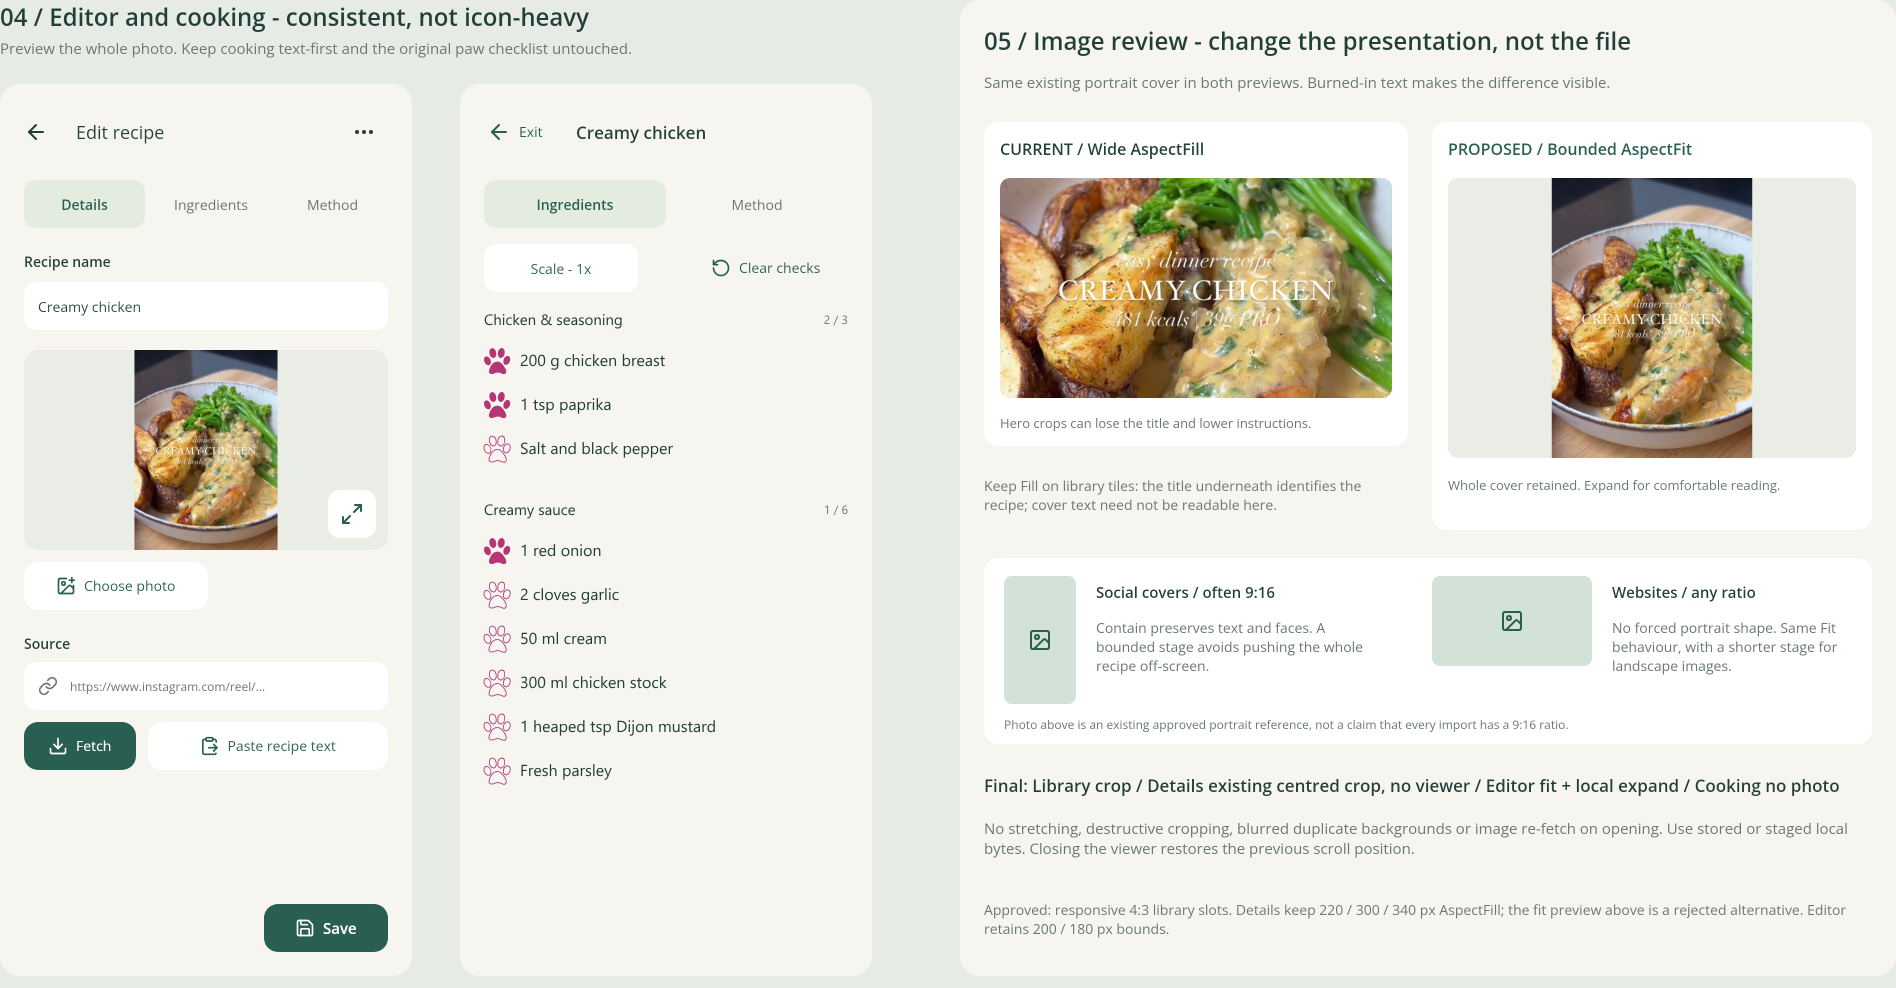 04 / Editor and cooking - consistent, not icon-heavy
Preview the whole photo. Keep cooking text-first and the original paw checklist untouched.
Edit recipe
Details
Ingredients
Method
Recipe name
Creamy chicken
easy dinner recipe
CREAMY CHICKEN
481 kcals 39g PRO
Choose photo
Source
https://www.instagram.com/reel/...
Fetch
Paste recipe text
Save
Exit
Creamy chicken
Ingredients
Method
Scale - 1x
Clear checks
Chicken & seasoning
2 / 3
200 g chicken breast
1 tsp paprika
Salt and black pepper
Creamy sauce
1 / 6
1 red onion
2 cloves garlic
50 ml cream
300 ml chicken stock
1 heaped tsp Dijon mustard
Fresh parsley
05 / Image review - change the presentation, not the file
Same existing portrait cover in both previews. Burned-in text makes the difference visible.
CURRENT / Wide AspectFill
easy dinner recipe
CREAMY CHICKEN
481 kcals 39g PRO
Hero crops can lose the title and lower instructions.
Keep Fill on library tiles: the title underneath identifies the
recipe; cover text need not be readable here.
PROPOSED / Bounded AspectFit
easy dinner recipe
CREAMY CHICKEN
481 kcals 39g PRO
Whole cover retained. Expand for comfortable reading.
Social covers / often 9:16
Contain preserves text and faces. A
bounded stage avoids pushing the whole
recipe off-screen.
Websites / any ratio
No forced portrait shape. Same Fit
behaviour, with a shorter stage for
landscape images.
Photo above is an existing approved portrait reference, not a claim that every import has a 9:16 ratio.
Final: Library crop / Details existing centred crop, no viewer / Editor fit + local expand / Cooking no photo
No stretching, destructive cropping, blurred duplicate backgrounds or image re-fetch on opening. Use stored or staged local
bytes. Closing the viewer restores the previous scroll position.
Approved: responsive 4:3 library slots. Details keep 220 / 300 / 340 px AspectFill; the fit preview above is a rejected alternative. Editor
retains 200 / 180 px bounds.